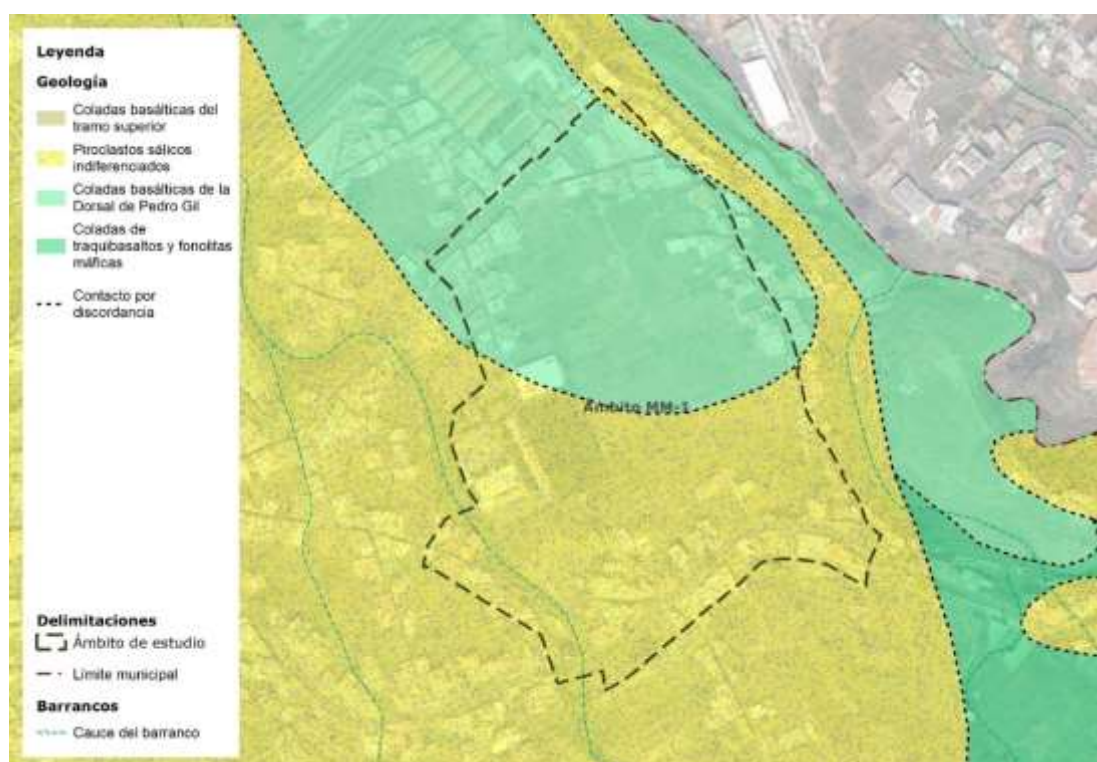 Leyenda
Geología
Coladas basálticas del
tramo superior
Piroclastos sálicos
indiferenciados
Coladas basálticas de la
Dorsal de Pedro Gil
Coladas de
traquibasaltos y fonolitas
máficas
Contacto por
discordancia
Ámbito MM-1
Delimitaciones
Ámbito de estudio
Límite municipal
Barrancos
Cauce del barranco